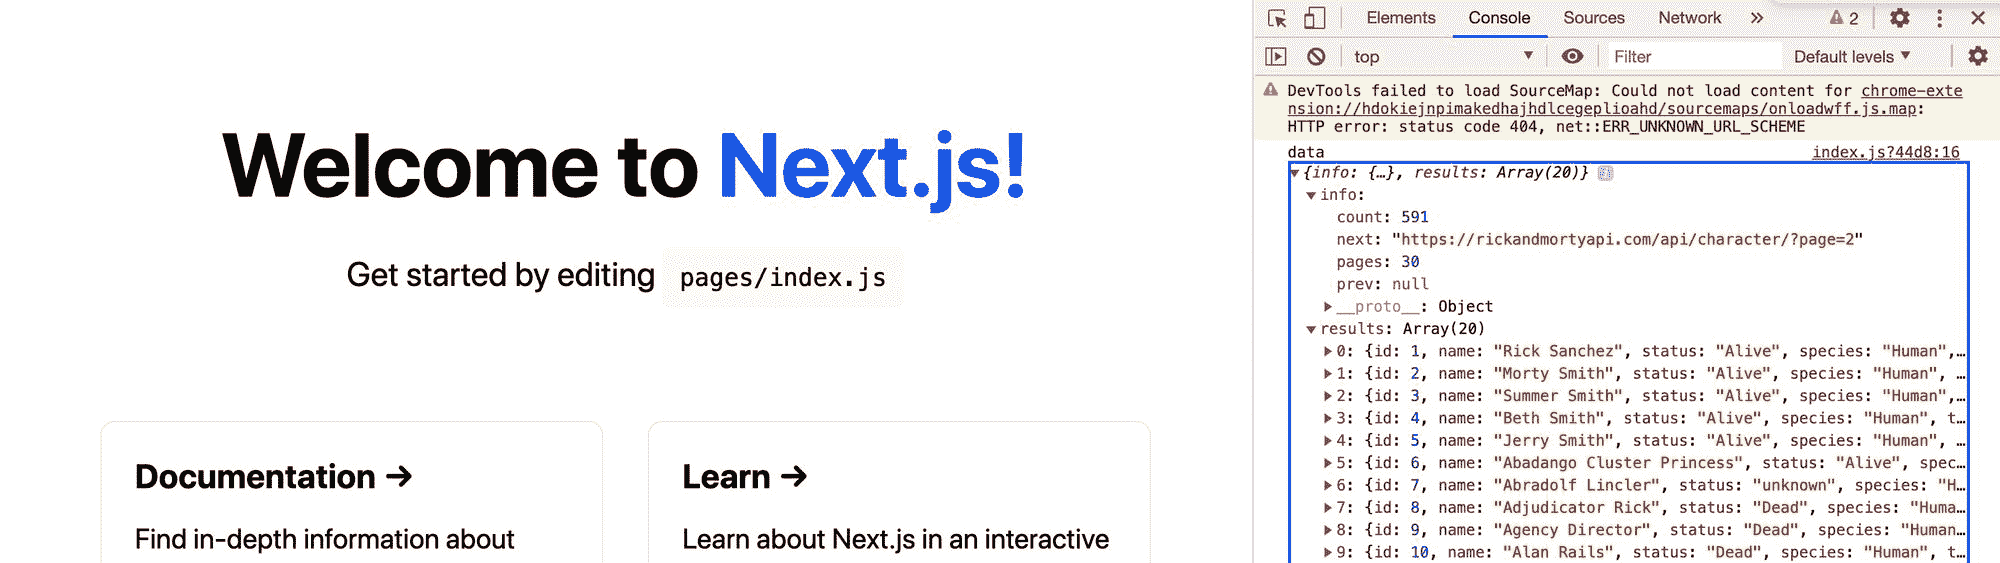 Welcome to Next.js!
Get started by editing pages/index.js
Documentation →
Find in-depth information about
Learn →
Learn about Next.js in an interactive
Elements Console Sources Network » 2
top Filter Default levels
DevTools failed to load SourceMap: Could not load content for chrome-exte
nsion://hdokiejnpimakedhajhdlcegeplioahd/sourcemaps/onloadwff.js.map:
HTTP error: status code 404, net::ERR_UNKNOWN_URL_SCHEME
data index.js?44d8:16
{info: {…}, results: Array(20)}
info:
count: 591
next: "https://rickandmortyapi.com/api/character/?page=2"
pages: 30
prev: null
__proto__: Object
results: Array(20)
0: {id: 1, name: "Rick Sanchez", status: "Alive", species: "Human",…
1: {id: 2, name: "Morty Smith", status: "Alive", species: "Human", …
2: {id: 3, name: "Summer Smith", status: "Alive", species: "Human",…
3: {id: 4, name: "Beth Smith", status: "Alive", species: "Human", t…
4: {id: 5, name: "Jerry Smith", status: "Alive", species: "Human", …
5: {id: 6, name: "Abadango Cluster Princess", status: "Alive", spec…
6: {id: 7, name: "Abradolf Lincler", status: "unknown", species: "H…
7: {id: 8, name: "Adjudicator Rick", status: "Dead", species: "Huma…
8: {id: 9, name: "Agency Director", status: "Dead", species: "Human…
9: {id: 10, name: "Alan Rails", status: "Dead", species: "Human", t…